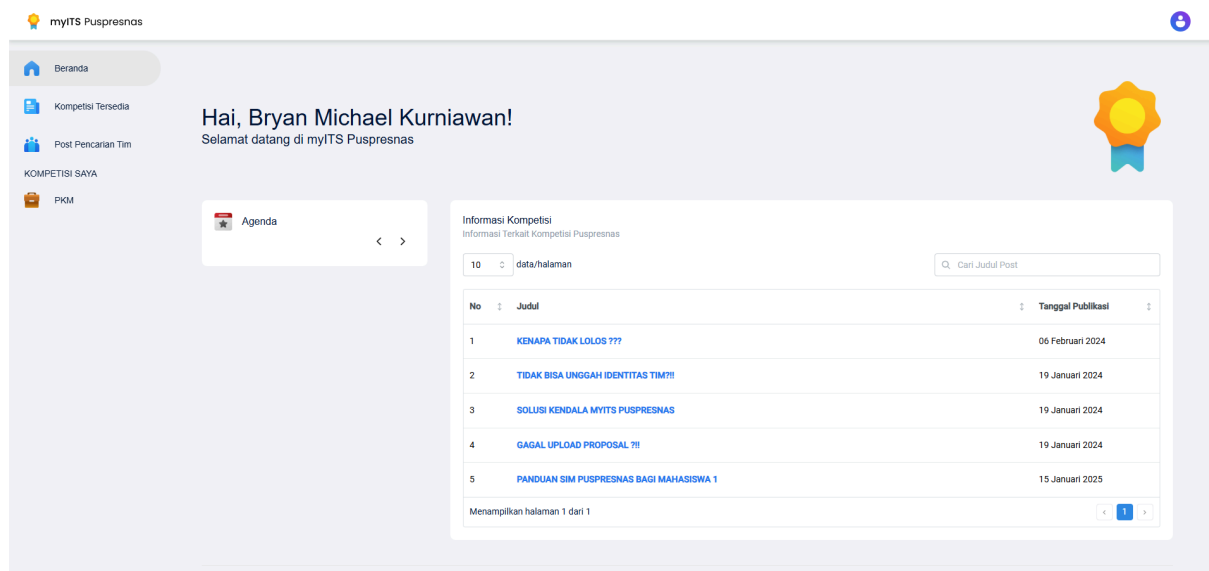 myITS Puspresnas
Beranda
Kompetisi Tersedia
Post Pencarian Tim
KOMPETISI SAYA
PKM
Hai, Bryan Michael Kurniawan!
Selamat datang di myITS Puspresnas
Agenda
Informasi Kompetisi
Informasi Terkait Kompetisi Puspresnas
10 data/halaman
Cari Judul Post
No Judul Tanggal Publikasi
1 KENAPA TIDAK LOLOS ??? 06 Februari 2024
2 TIDAK BISA UNGGAH IDENTITAS TIM?!! 19 Januari 2024
3 SOLUSI KENDALA MYITS PUSPRESNAS 19 Januari 2024
4 GAGAL UPLOAD PROPOSAL ?!! 19 Januari 2024
5 PANDUAN SIM PUSPRESNAS BAGI MAHASISWA 1 15 Januari 2025
Menampilkan halaman 1 dari 1 < 1 >